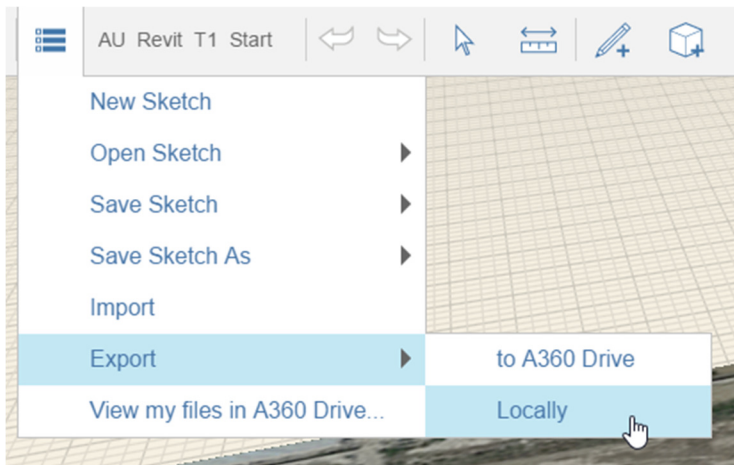 AU Revit T1 Start
New Sketch
Open Sketch
Save Sketch
Save Sketch As
Import
Export
to A360 Drive
View my files in A360 Drive...
Locally